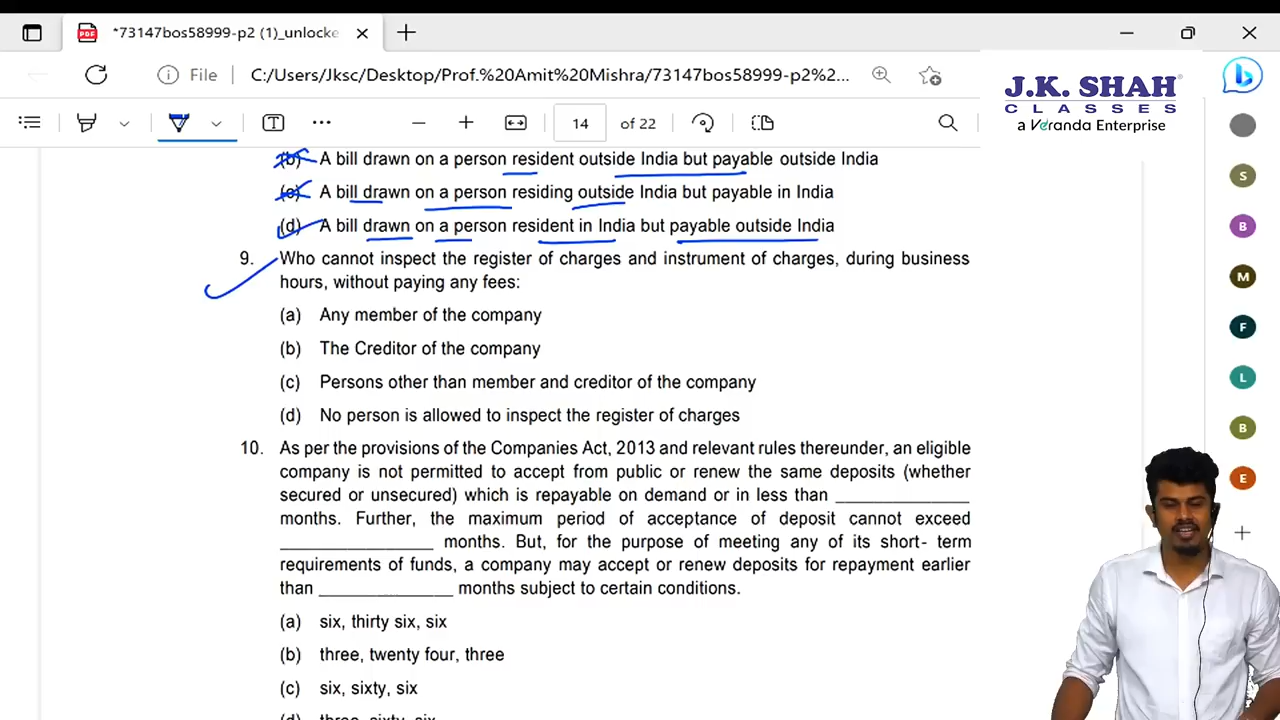 *73147bos58999-p2 (1)_unlocke
File
C:/Users/Jksc/Desktop/Prof.%20Amit%20Mishra/73147bos58999-p2%2...
J.K. SHAH
CLASSES
a Veranda Enterprise
14 of 22
(b) A bill drawn on a person resident outside India but payable outside India
(c) A bill drawn on a person residing outside India but payable in India
(d) A bill drawn on a person resident in India but payable outside India
9. Who cannot inspect the register of charges and instrument of charges, during business
hours, without paying any fees:
(a) Any member of the company
(b) The Creditor of the company
(c) Persons other than member and creditor of the company
(d) No person is allowed to inspect the register of charges
10. As per the provisions of the Companies Act, 2013 and relevant rules thereunder, an eligible
company is not permitted to accept from public or renew the same deposits (whether
secured or unsecured) which is repayable on demand or in less than _______________
months. Further, the maximum period of acceptance of deposit cannot exceed
_________________ months. But, for the purpose of meeting any of its short- term
requirements of funds, a company may accept or renew deposits for repayment earlier
than _______________ months subject to certain conditions.
(a) six, thirty six, six
(b) three, twenty four, three
(c) six, sixty, six
(d) three, sixty, six
S
B
M
F
L
B
E